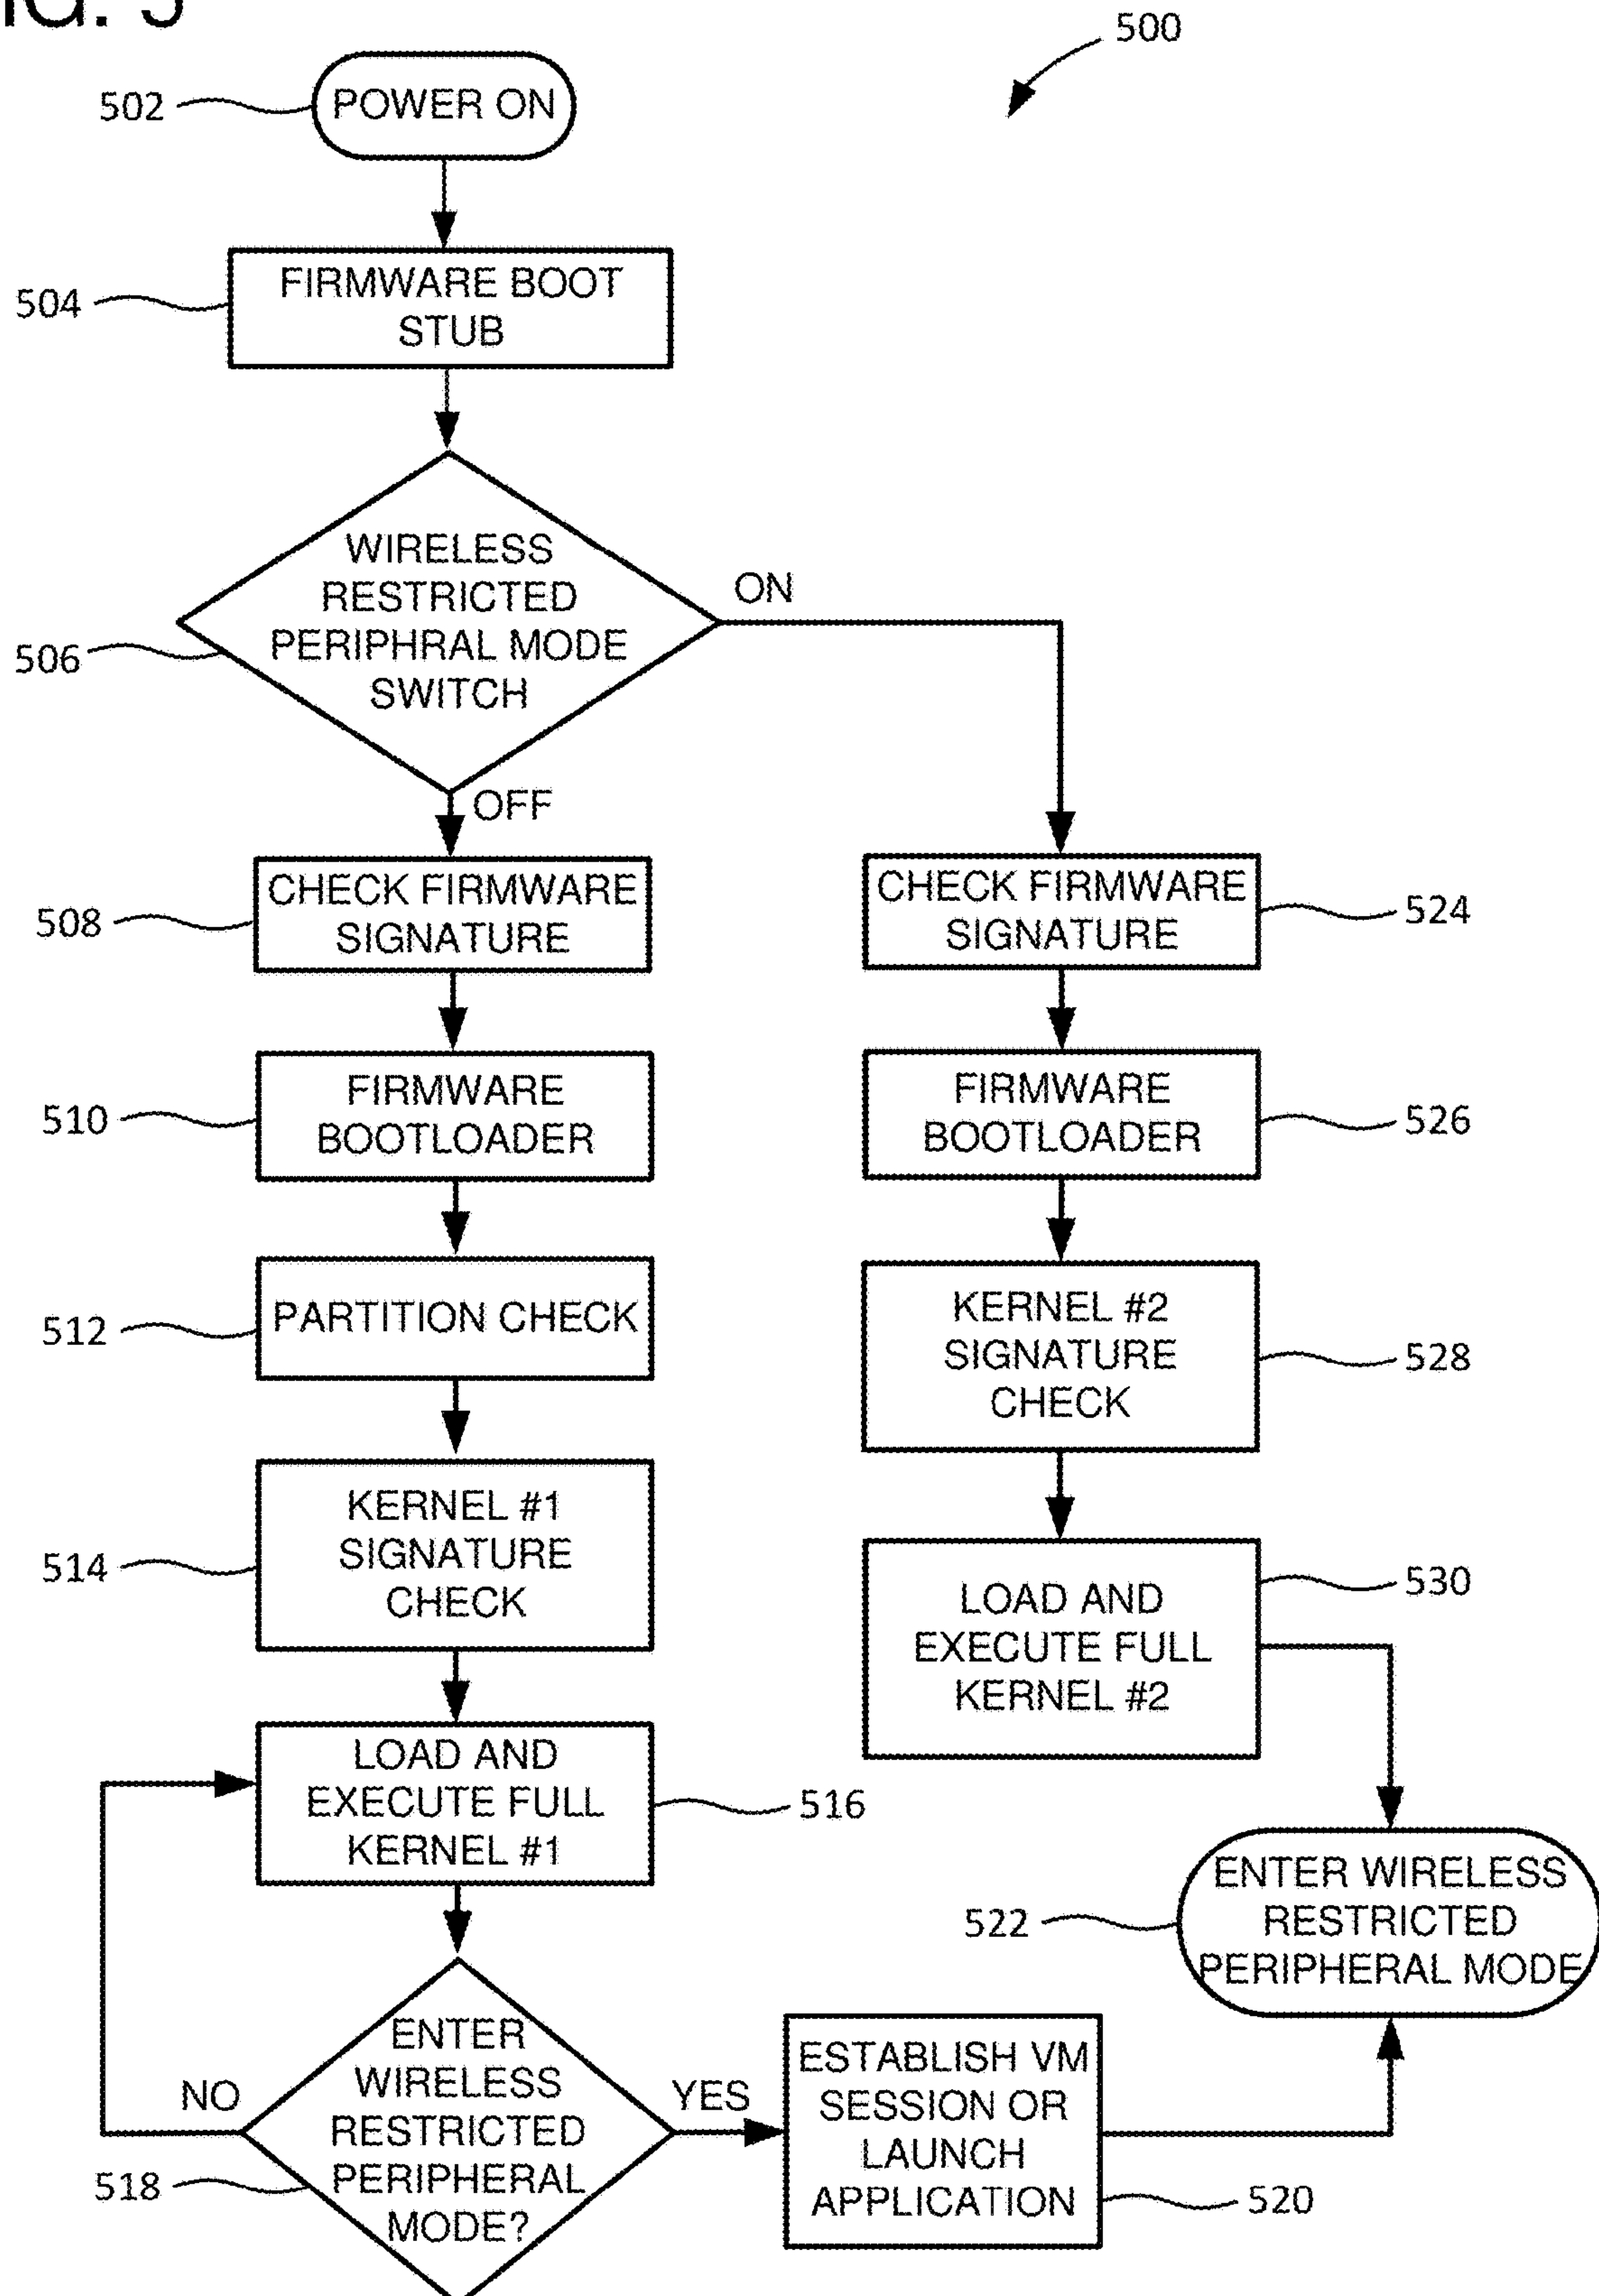 FIG. 5
500
502
POWER ON
504
FIRMWARE BOOT
STUB
506
WIRELESS
RESTRICTED
PERIPHRAL MODE
SWITCH
ON
OFF
508
CHECK FIRMWARE
SIGNATURE
CHECK FIRMWARE
SIGNATURE
524
510
FIRMWARE
BOOTLOADER
FIRMWARE
BOOTLOADER
526
512
PARTITION CHECK
KERNEL #2
SIGNATURE
CHECK
528
514
KERNEL #1
SIGNATURE
CHECK
LOAD AND
EXECUTE FULL
KERNEL #2
530
LOAD AND
EXECUTE FULL
KERNEL #1
516
522
ENTER WIRELESS
RESTRICTED
PERIPHERAL MODE
518
ENTER
WIRELESS
RESTRICTED
PERIPHERAL
MODE?
NO
YES
ESTABLISH VM
SESSION OR
LAUNCH
APPLICATION
520